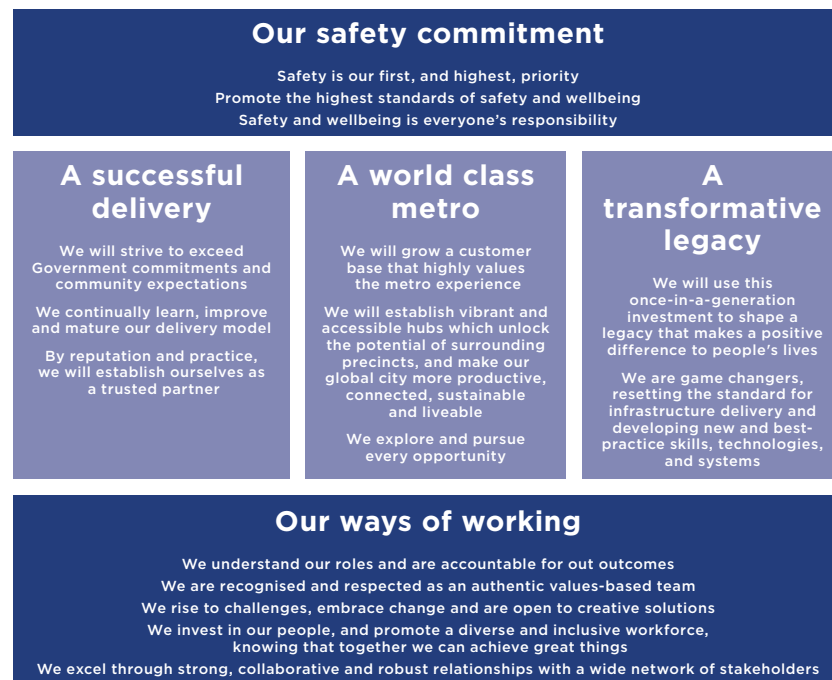 Our safety commitment
Safety is our first, and highest, priority
Promote the highest standards of safety and wellbeing
Safety and wellbeing is everyone's responsibility
A successful
delivery
We will strive to exceed
Government commitments and
community expectations
We continually learn, improve
and mature our delivery model
By reputation and practice,
we will establish ourselves as
a trusted partner
A world class
metro
We will grow a customer
base that highly values
the metro experience
We will establish vibrant and
accessible hubs which unlock
the potential of surrounding
precincts, and make our
global city more productive,
connected, sustainable
and liveable
We explore and pursue
every opportunity
A
transformative
legacy
We will use this
once-in-a-generation
investment to shape a
legacy that makes a positive
difference to people's lives
We are game changers,
resetting the standard for
infrastructure delivery and
developing new and best-
practice skills, technologies,
and systems
Our ways of working
We understand our roles and are accountable for out outcomes
We are recognised and respected as an authentic values-based team
We rise to challenges, embrace change and are open to creative solutions
We invest in our people, and promote a diverse and inclusive workforce,
knowing that together we can achieve great things
We excel through strong, collaborative and robust relationships with a wide network of stakeholders